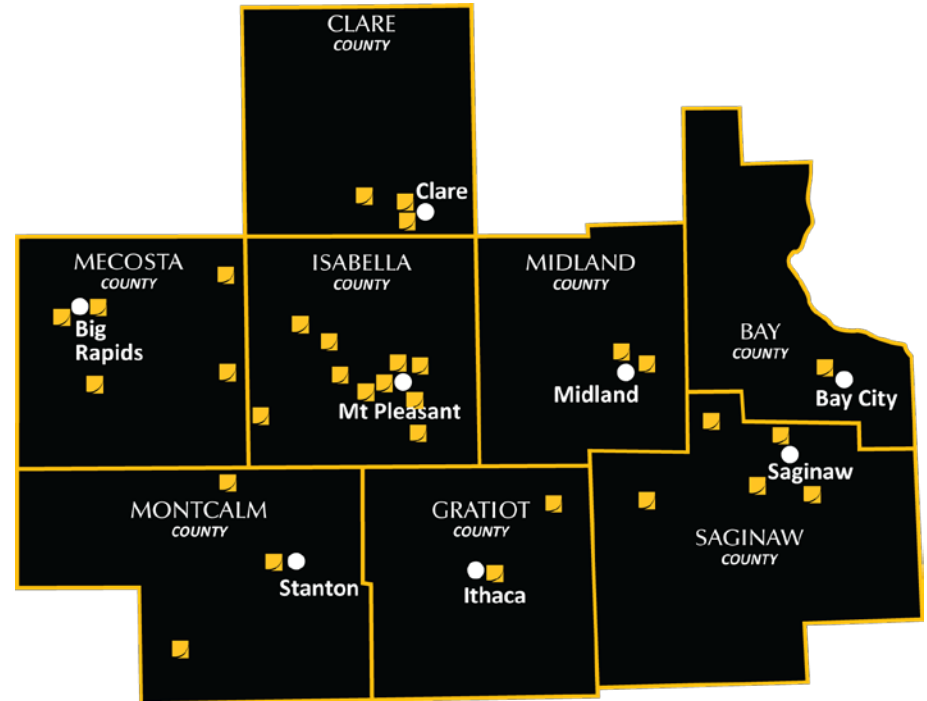 CLARE
COUNTY
Clare
MECOSTA
COUNTY
Big
Rapids
ISABELLA
COUNTY
Mt Pleasant
MIDLAND
COUNTY
Midland
BAY
COUNTY
Bay City
MONTCALM
COUNTY
Stanton
GRATIOT
COUNTY
Ithaca
Saginaw
SAGINAW
COUNTY